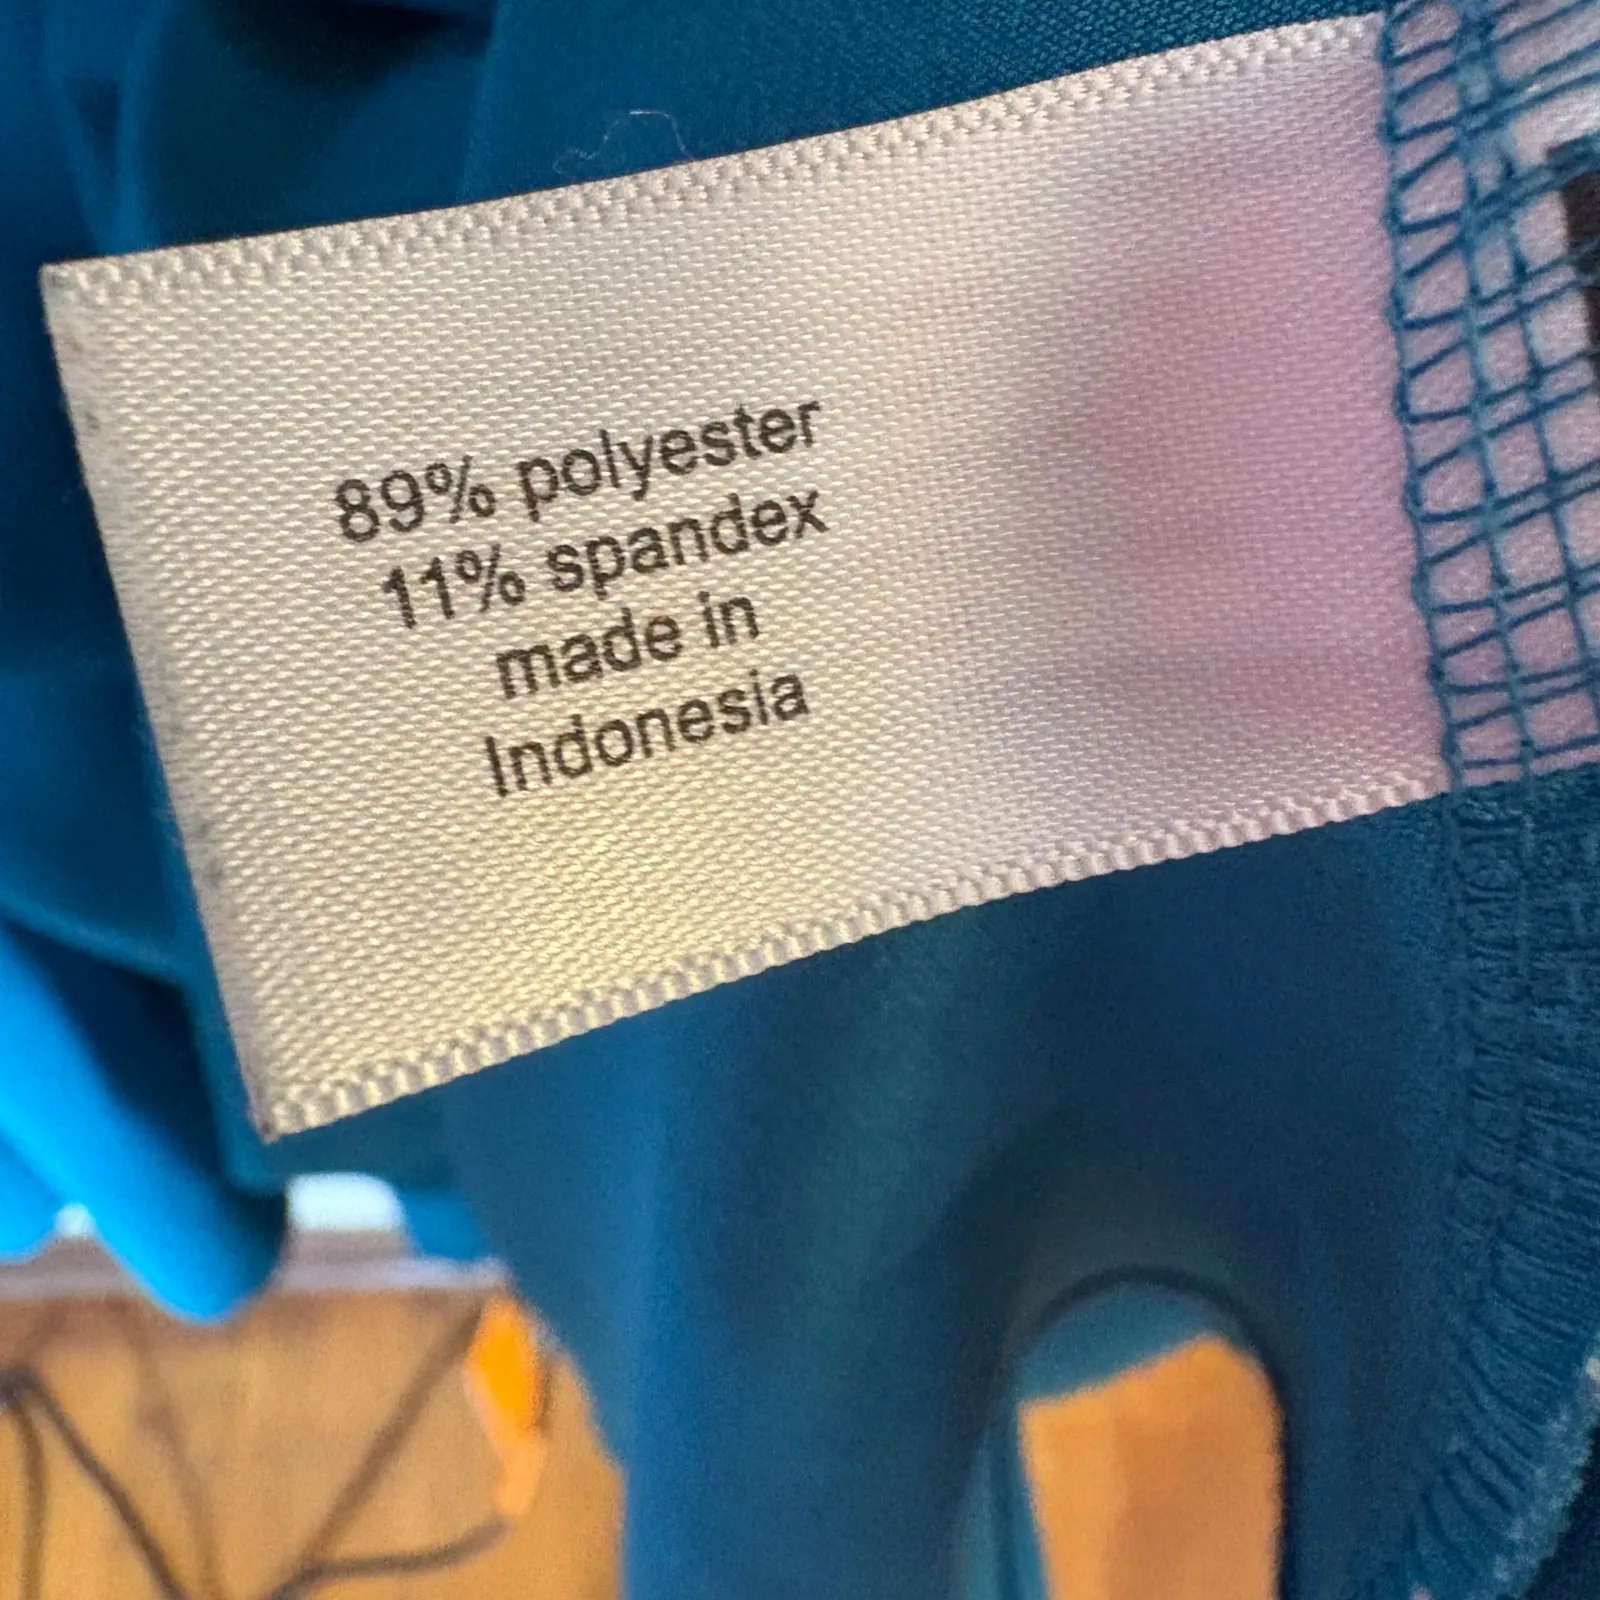 89% polyester
11% spandex
made in
Indonesia